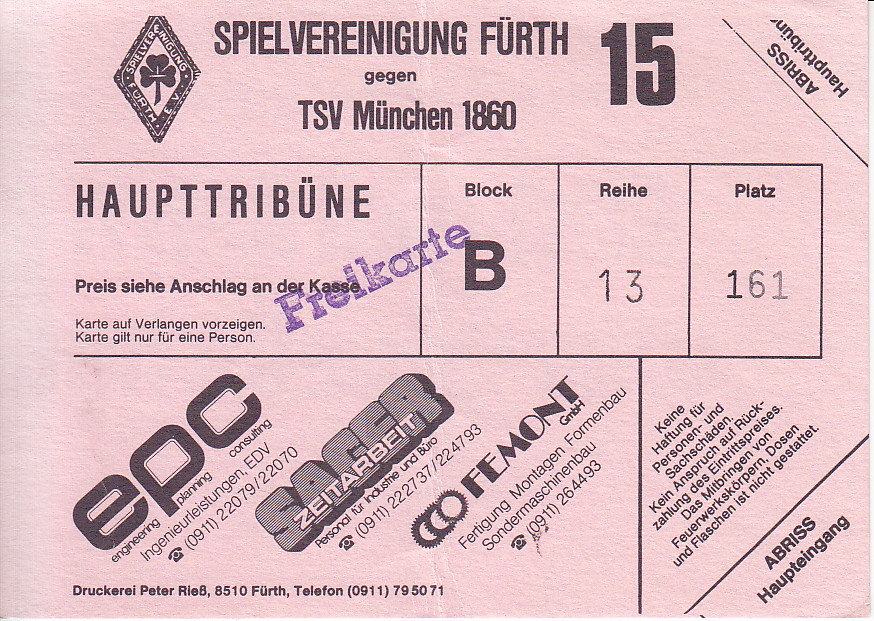 SPIELVEREINIGUNG
FÜRTH
E.V.
SPIELVEREINIGUNG FÜRTH
gegen
TSV München 1860
15
ABRISS
Haupttribüne
HAUPTTRIBÜNE
Preis siehe Anschlag an der Kasse
Freikarte
Karte auf Verlangen vorzeigen.
Karte gilt nur für eine Person.
Block
B
Reihe
13
Platz
161
epc
engineering planning consulting
Ingenieurleistungen, EDV
☎ (0911) 22079/22070
SAGER
ZEITARBEIT
Personal für Industrie und Büro
☎ (0911) 222737/224793
FEMONT
GmbH
Fertigung Montagen Formenbau
Sondermaschinenbau
☎ (0911) 264493
Keine
Haftung für
Personen- und
Sachschäden.
Kein Anspruch auf Rück-
zahlung des Eintrittspreises.
Das Mitbringen von
Feuerwerkskörpern, Dosen
und Flaschen ist nicht gestattet.
ABRISS
Haupteingang
Druckerei Peter Rieß, 8510 Fürth, Telefon (0911) 79 50 71